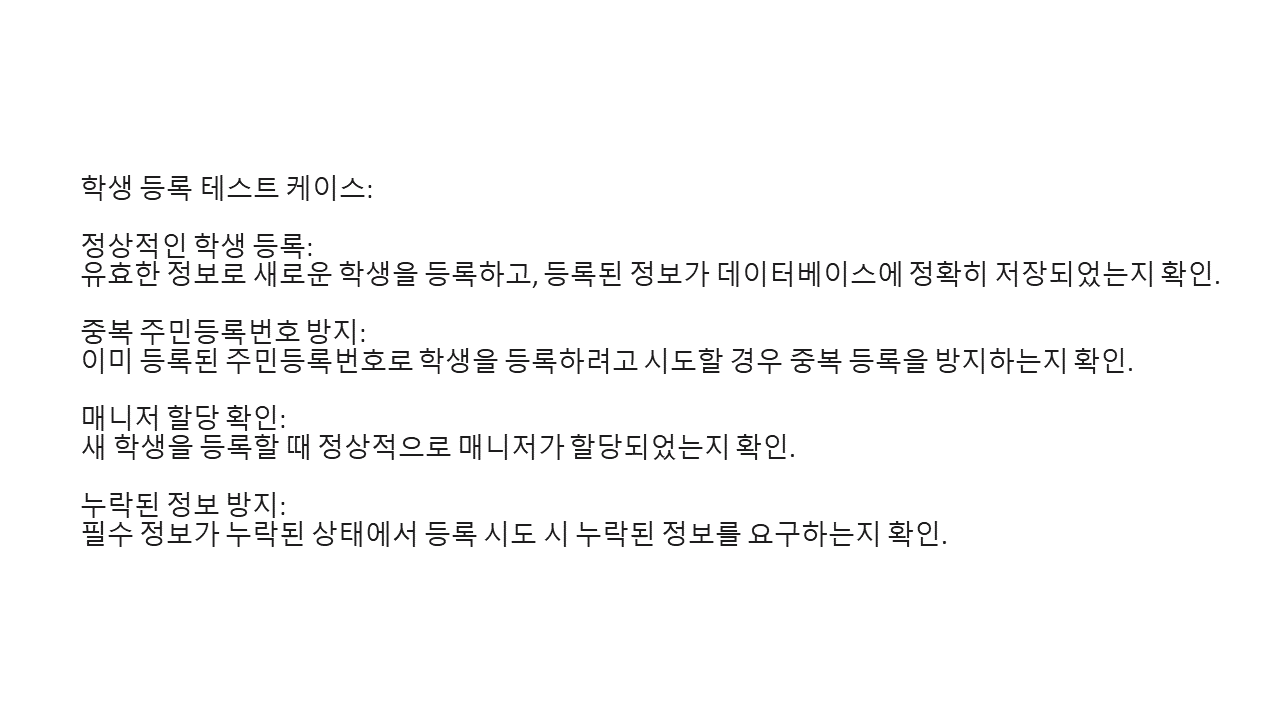 학생 등록 테스트 케이스:
정상적인 학생 등록:
유효한 정보로 새로운 학생을 등록하고, 등록된 정보가 데이터베이스에 정확히 저장되었는지 확인.
중복 주민등록번호 방지:
이미 등록된 주민등록번호로 학생을 등록하려고 시도할 경우 중복 등록을 방지하는지 확인.
매니저 할당 확인:
새 학생을 등록할 때 정상적으로 매니저가 할당되었는지 확인.
누락된 정보 방지:
필수 정보가 누락된 상태에서 등록 시도 시 누락된 정보를 요구하는지 확인.